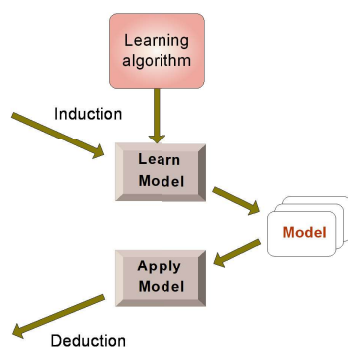 Learning
algorithm
Induction
Learn
Model
Model
Apply
Model
Deduction